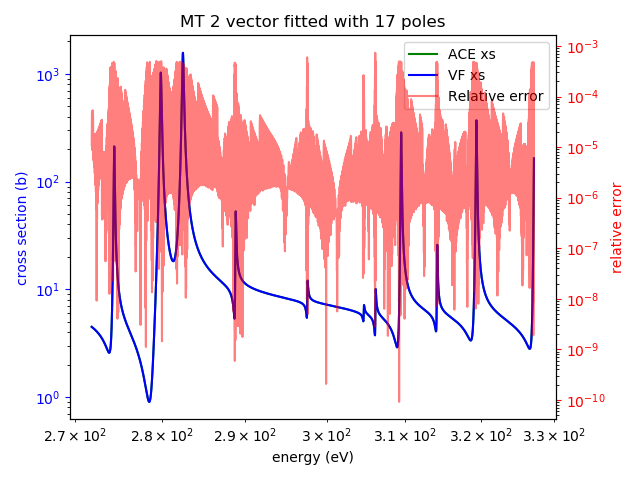 MT 2 vector fitted with 17 poles
ACE xs
VF xs
Relative error
cross section (b)
10³
10²
10¹
10⁰
relative error
10⁻³
10⁻⁴
10⁻⁵
10⁻⁶
10⁻⁷
10⁻⁸
10⁻⁹
10⁻¹⁰
2.7 × 10² 2.8 × 10² 2.9 × 10² 3 × 10² 3.1 × 10² 3.2 × 10² 3.3 × 10²
energy (eV)